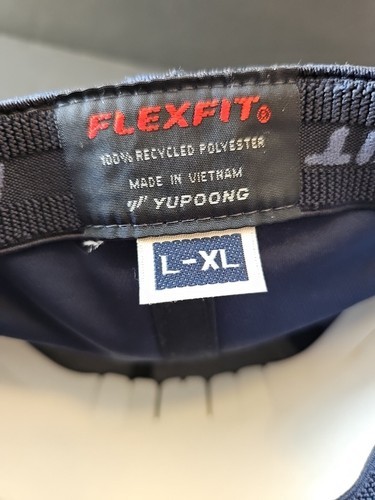 FLEXFIT®
100% RECYCLED POLYESTER
MADE IN VIETNAM
YUPOONG
L-XL